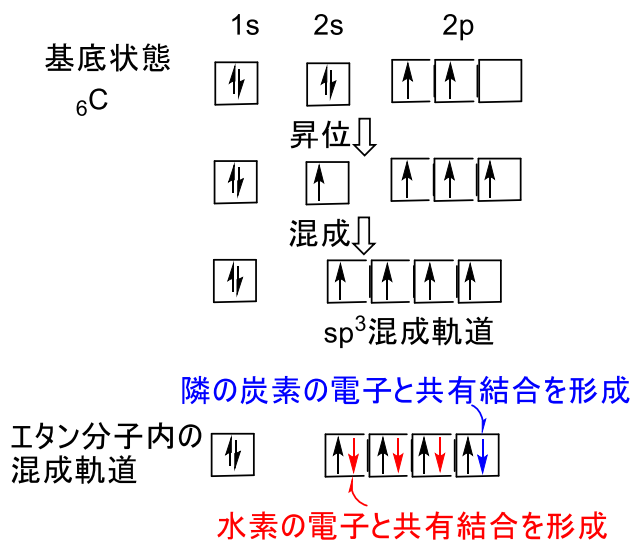 1s 2s 2p
基底状態
₆C
昇位
混成
sp³混成軌道
隣の炭素の電子と共有結合を形成
エタン分子内の
混成軌道
水素の電子と共有結合を形成